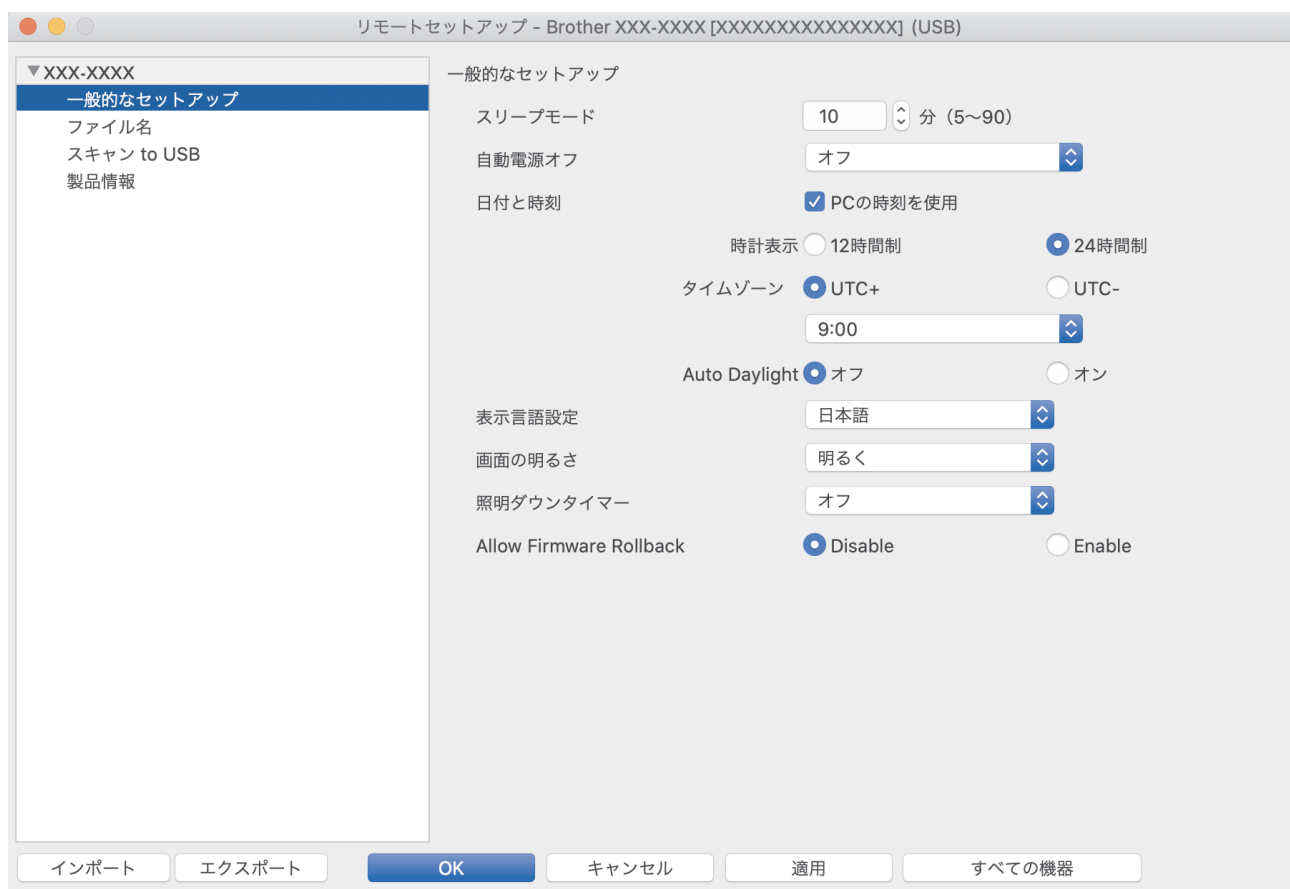 リモートセットアップ - Brother XXX-XXXX [XXXXXXXXXXXXXXX] (USB)
XXX-XXXX
一般的なセットアップ
ファイル名
スキャン to USB
製品情報
一般的なセットアップ
スリープモード 10 分（5〜90）
自動電源オフ オフ
日付と時刻 PCの時刻を使用
時計表示 12時間制 24時間制
タイムゾーン UTC+ UTC-
9:00
Auto Daylight オフ オン
表示言語設定 日本語
画面の明るさ 明るく
照明ダウンタイマー オフ
Allow Firmware Rollback Disable Enable
インポート エクスポート OK キャンセル 適用 すべての機器